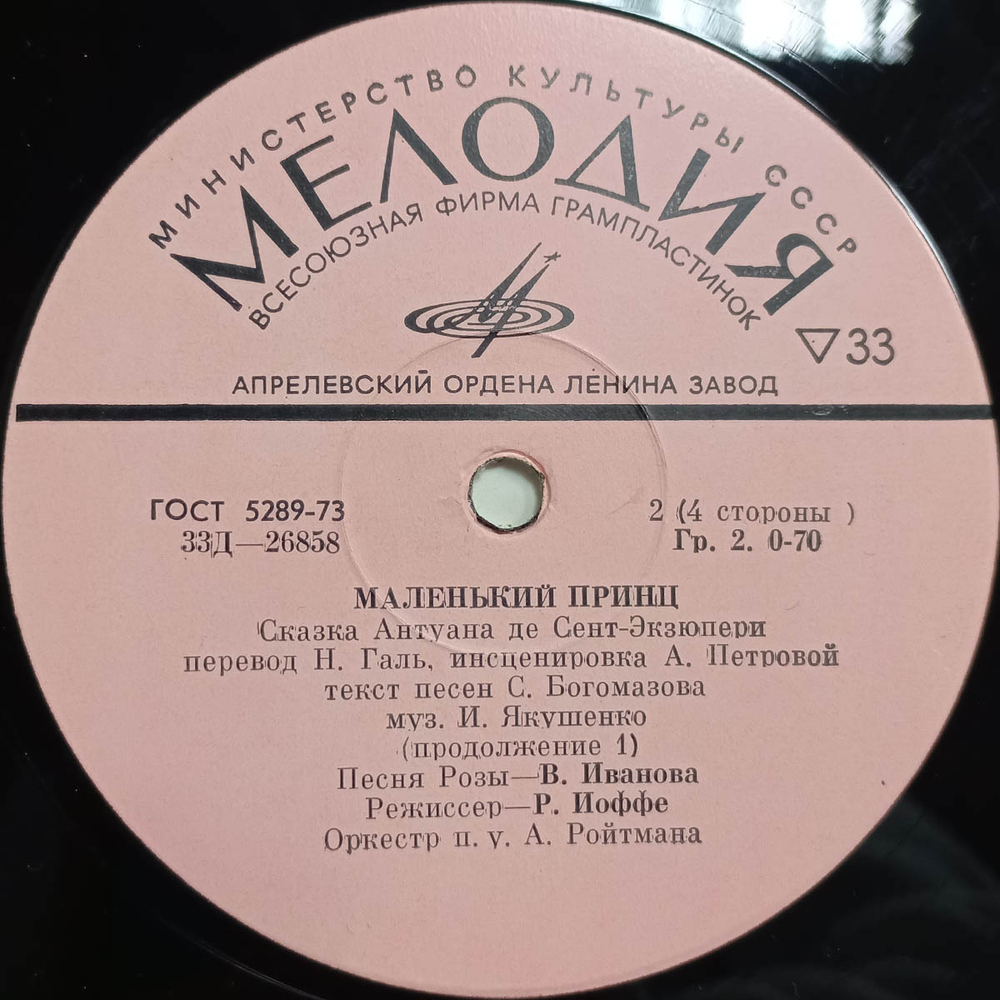 МИНИСТЕРСТВО КУЛЬТУРЫ СССР
МЕЛОДИЯ
ВСЕСОЮЗНАЯ ФИРМА ГРАМПЛАСТИНОК
▽33
АПРЕЛЕВСКИЙ ОРДЕНА ЛЕНИНА ЗАВОД
ГОСТ 5289-73
33Д—26858
2 (4 стороны )
Гр. 2. 0-70
МАЛЕНЬКИЙ ПРИНЦ
Сказка Антуана де Сент-Экзюпери
перевод Н. Галь, инсценировка А. Петровой
текст песен С. Богомазова
муз. И. Якушенко
(продолжение 1)
Песня Розы—В. Иванова
Режиссер—Р. Иоффе
Оркестр п. у. А. Ройтмана